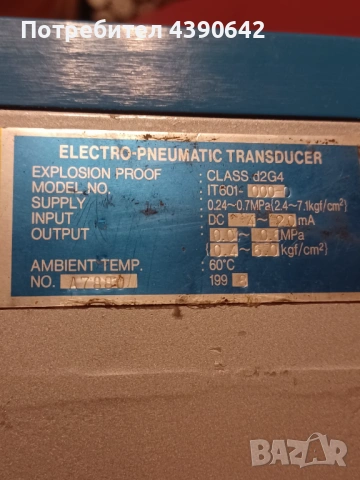 Потребител 4390642
ELECTRO-PNEUMATIC TRANSDUCER
EXPLOSION PROOF : CLASS d2G4
MODEL NO. : IT601-000-
SUPPLY : 0.24~0.7MPa(2.4~7.1kgf/cm²)
INPUT : DC mA
OUTPUT : MPa
kgf/cm²)
AMBIENT TEMP. : 60°C
NO. 199
BAZAR